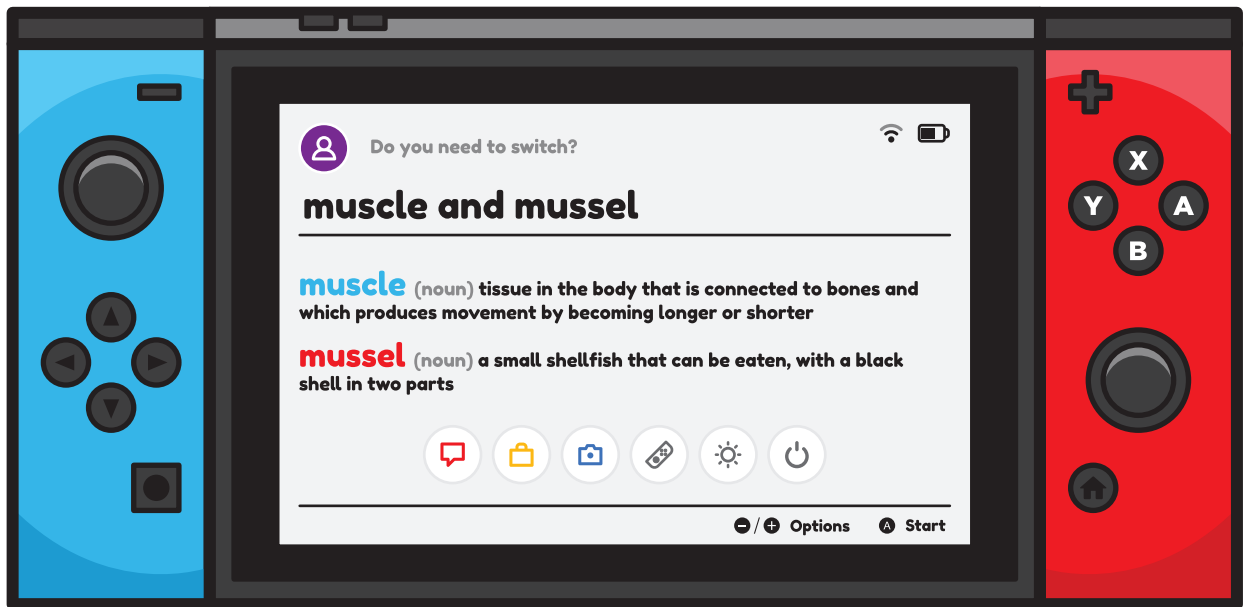 Do you need to switch?
muscle and mussel
muscle (noun) tissue in the body that is connected to bones and
which produces movement by becoming longer or shorter
mussel (noun) a small shellfish that can be eaten, with a black
shell in two parts
X
Y A
B
/ Options A Start